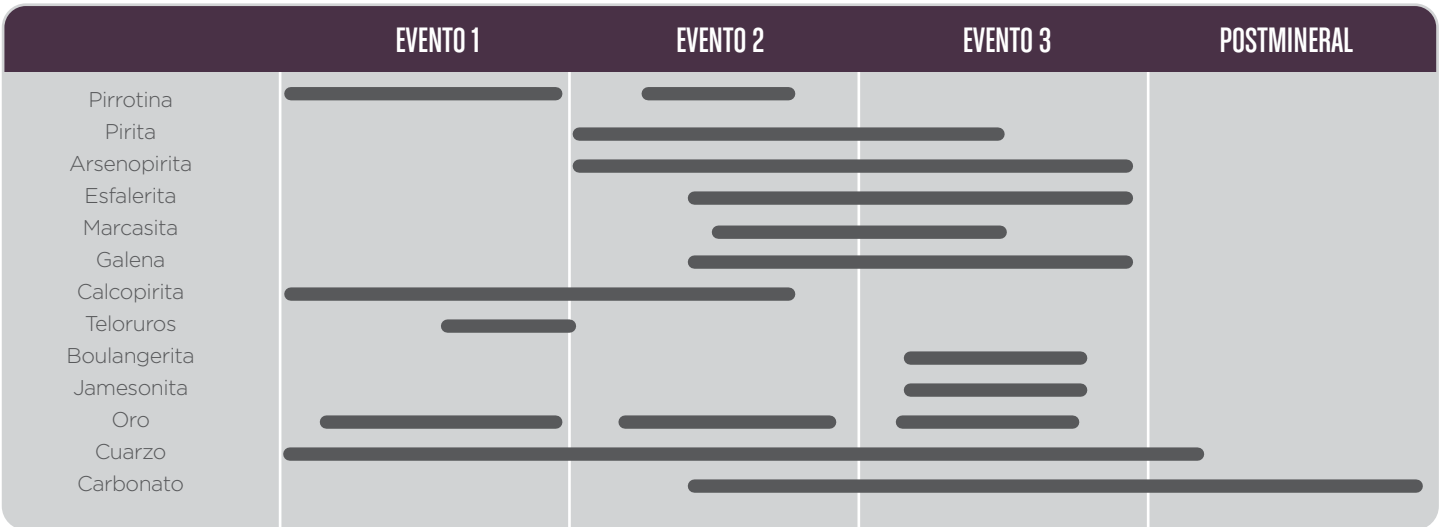 EVENTO 1 EVENTO 2 EVENTO 3 POSTMINERAL
Pirrotina
Pirita
Arsenopirita
Esfalerita
Marcasita
Galena
Calcopirita
Teloruros
Boulangerita
Jamesonita
Oro
Cuarzo
Carbonato